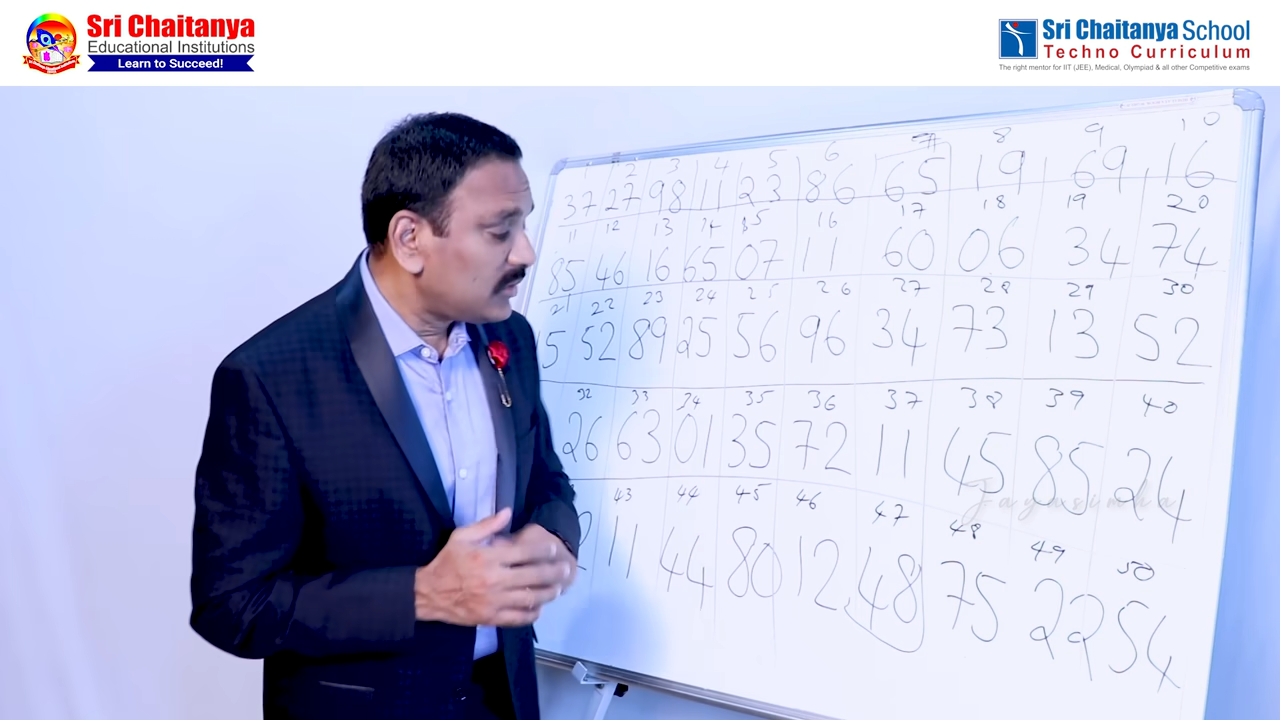 Sri Chaitanya
Educational Institutions
Learn to Succeed!
Sri Chaitanya School
Techno Curriculum
The right mentor for IIT (JEE), Medical, Olympiad & all other Competitive exams
1 2 3 4 5 6 7 8 9 10
37 27 98 11 23 86 65 19 69 16
11 12 13 14 15 16 17 18 19 20
85 46 16 65 07 11 60 06 34 74
21 22 23 24 25 26 27 28 29 30
5 52 89 25 56 96 34 73 13 52
32 33 34 35 36 37 38 39 40
26 63 01 35 72 11 45 85 24
Jayasimha
43 44 45 46 47 48 49 50
2 11 44 80 12 48 75 22 54